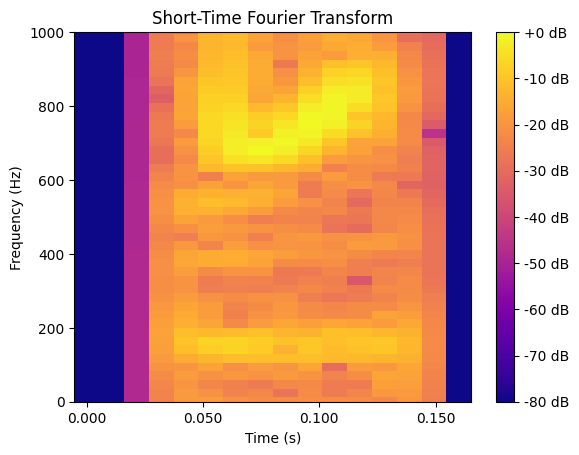 Short-Time Fourier Transform
Frequency (Hz)
1000
800
600
400
200
0
0.000
0.050
0.100
0.150
Time (s)
+0 dB
-10 dB
-20 dB
-30 dB
-40 dB
-50 dB
-60 dB
-70 dB
-80 dB